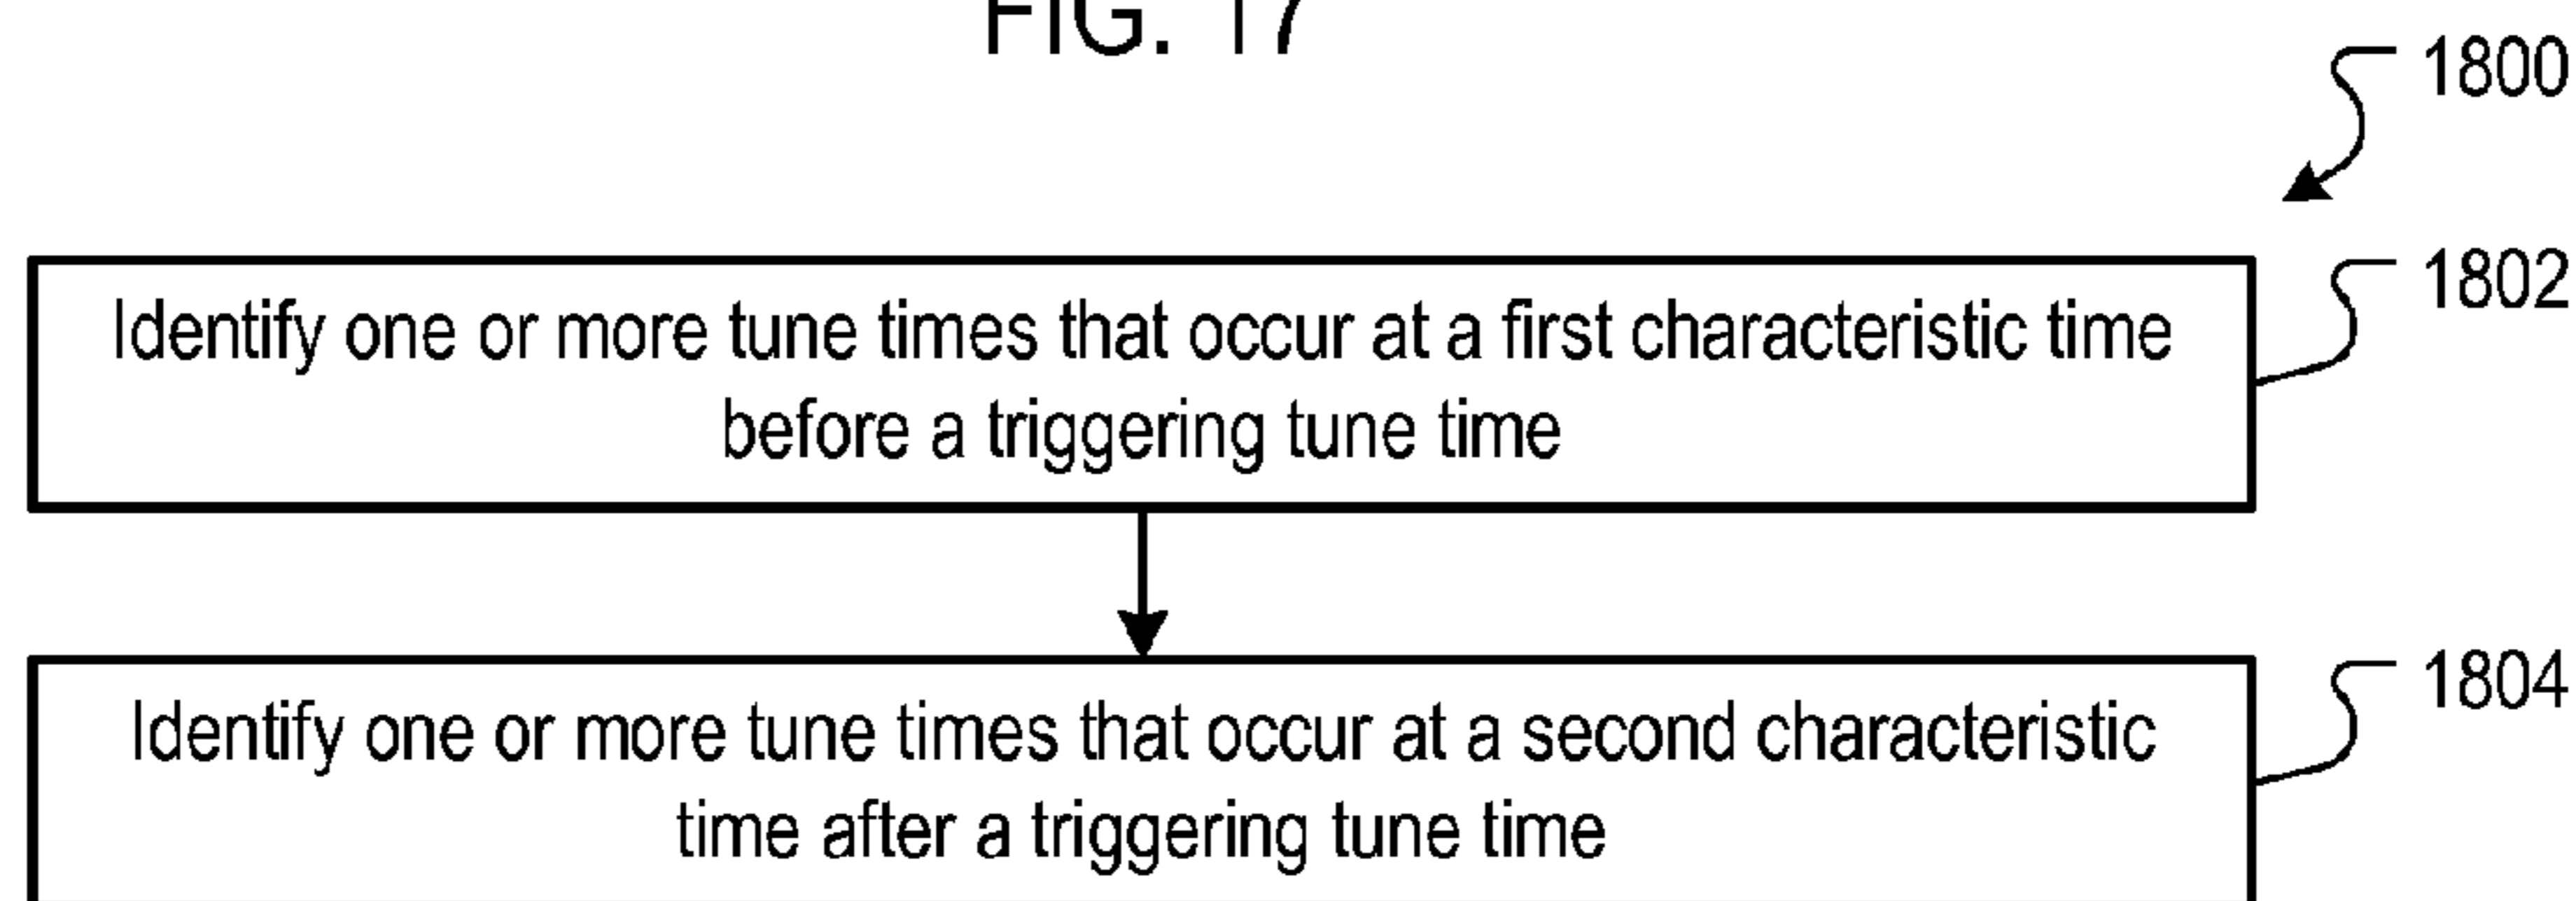 FIG. 17
1800
1802
Identify one or more tune times that occur at a first characteristic time
before a triggering tune time
1804
Identify one or more tune times that occur at a second characteristic
time after a triggering tune time